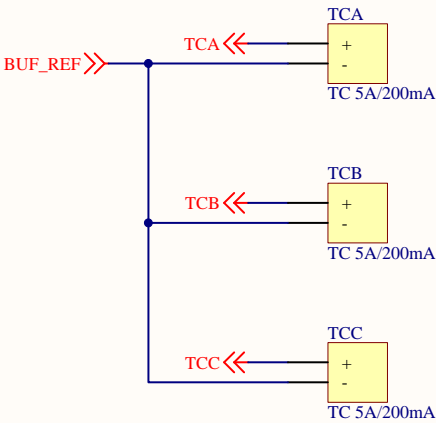 TCA
TCA
+
BUF_REF
-
TC 5A/200mA
TCB
TCB
+
-
TC 5A/200mA
TCC
TCC
+
-
TC 5A/200mA